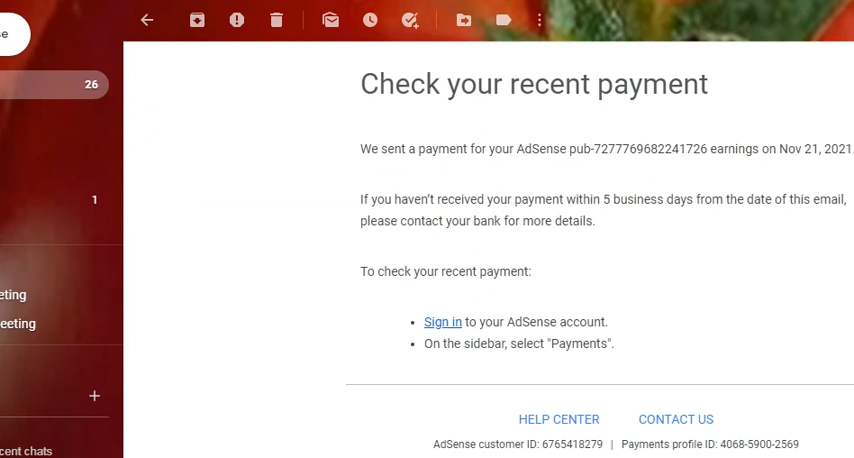 se
26
Check your recent payment
We sent a payment for your AdSense pub-7277769682241726 earnings on Nov 21, 2021.
1
If you haven't received your payment within 5 business days from the date of this email,
please contact your bank for more details.
To check your recent payment:
eting
eeting
• Sign in to your AdSense account.
• On the sidebar, select "Payments".
HELP CENTER CONTACT US
AdSense customer ID: 6765418279 | Payments profile ID: 4068-5900-2569
cent chats